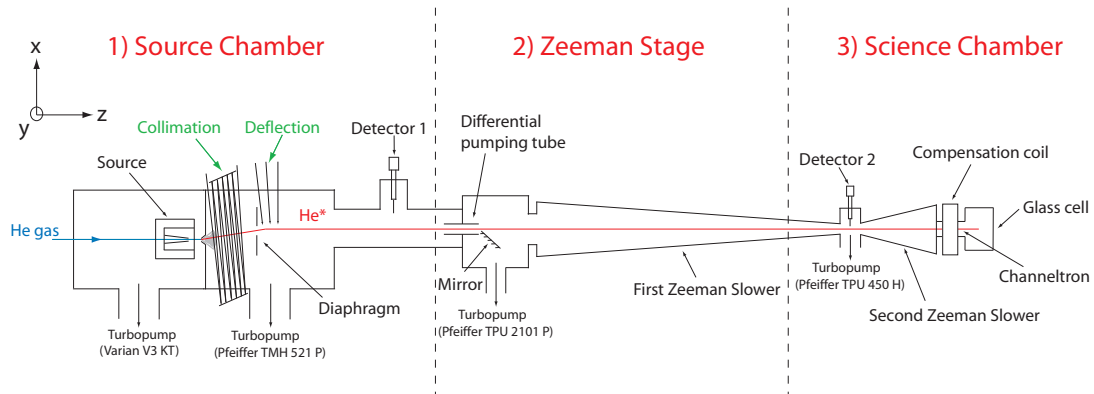 1) Source Chamber
2) Zeeman Stage
3) Science Chamber
x
z
y
Collimation
Deflection
Detector 1
Differential
pumping tube
Detector 2
Compensation coil
Source
He*
Glass cell
He gas
Mirror
Channeltron
Diaphragm
First Zeeman Slower
Second Zeeman Slower
Turbopump
(Varian V3 KT)
Turbopump
(Pfeiffer TMH 521 P)
Turbopump
(Pfeiffer TPU 2101 P)
Turbopump
(Pfeiffer TPU 450 H)